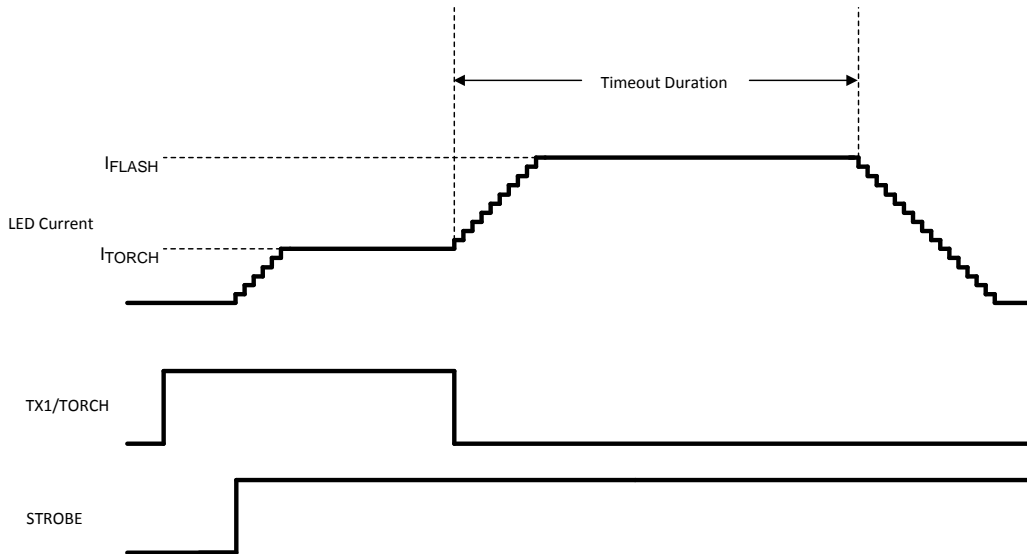 Timeout Duration
IFLASH
LED Current
ITORCH
TX1/TORCH
STROBE